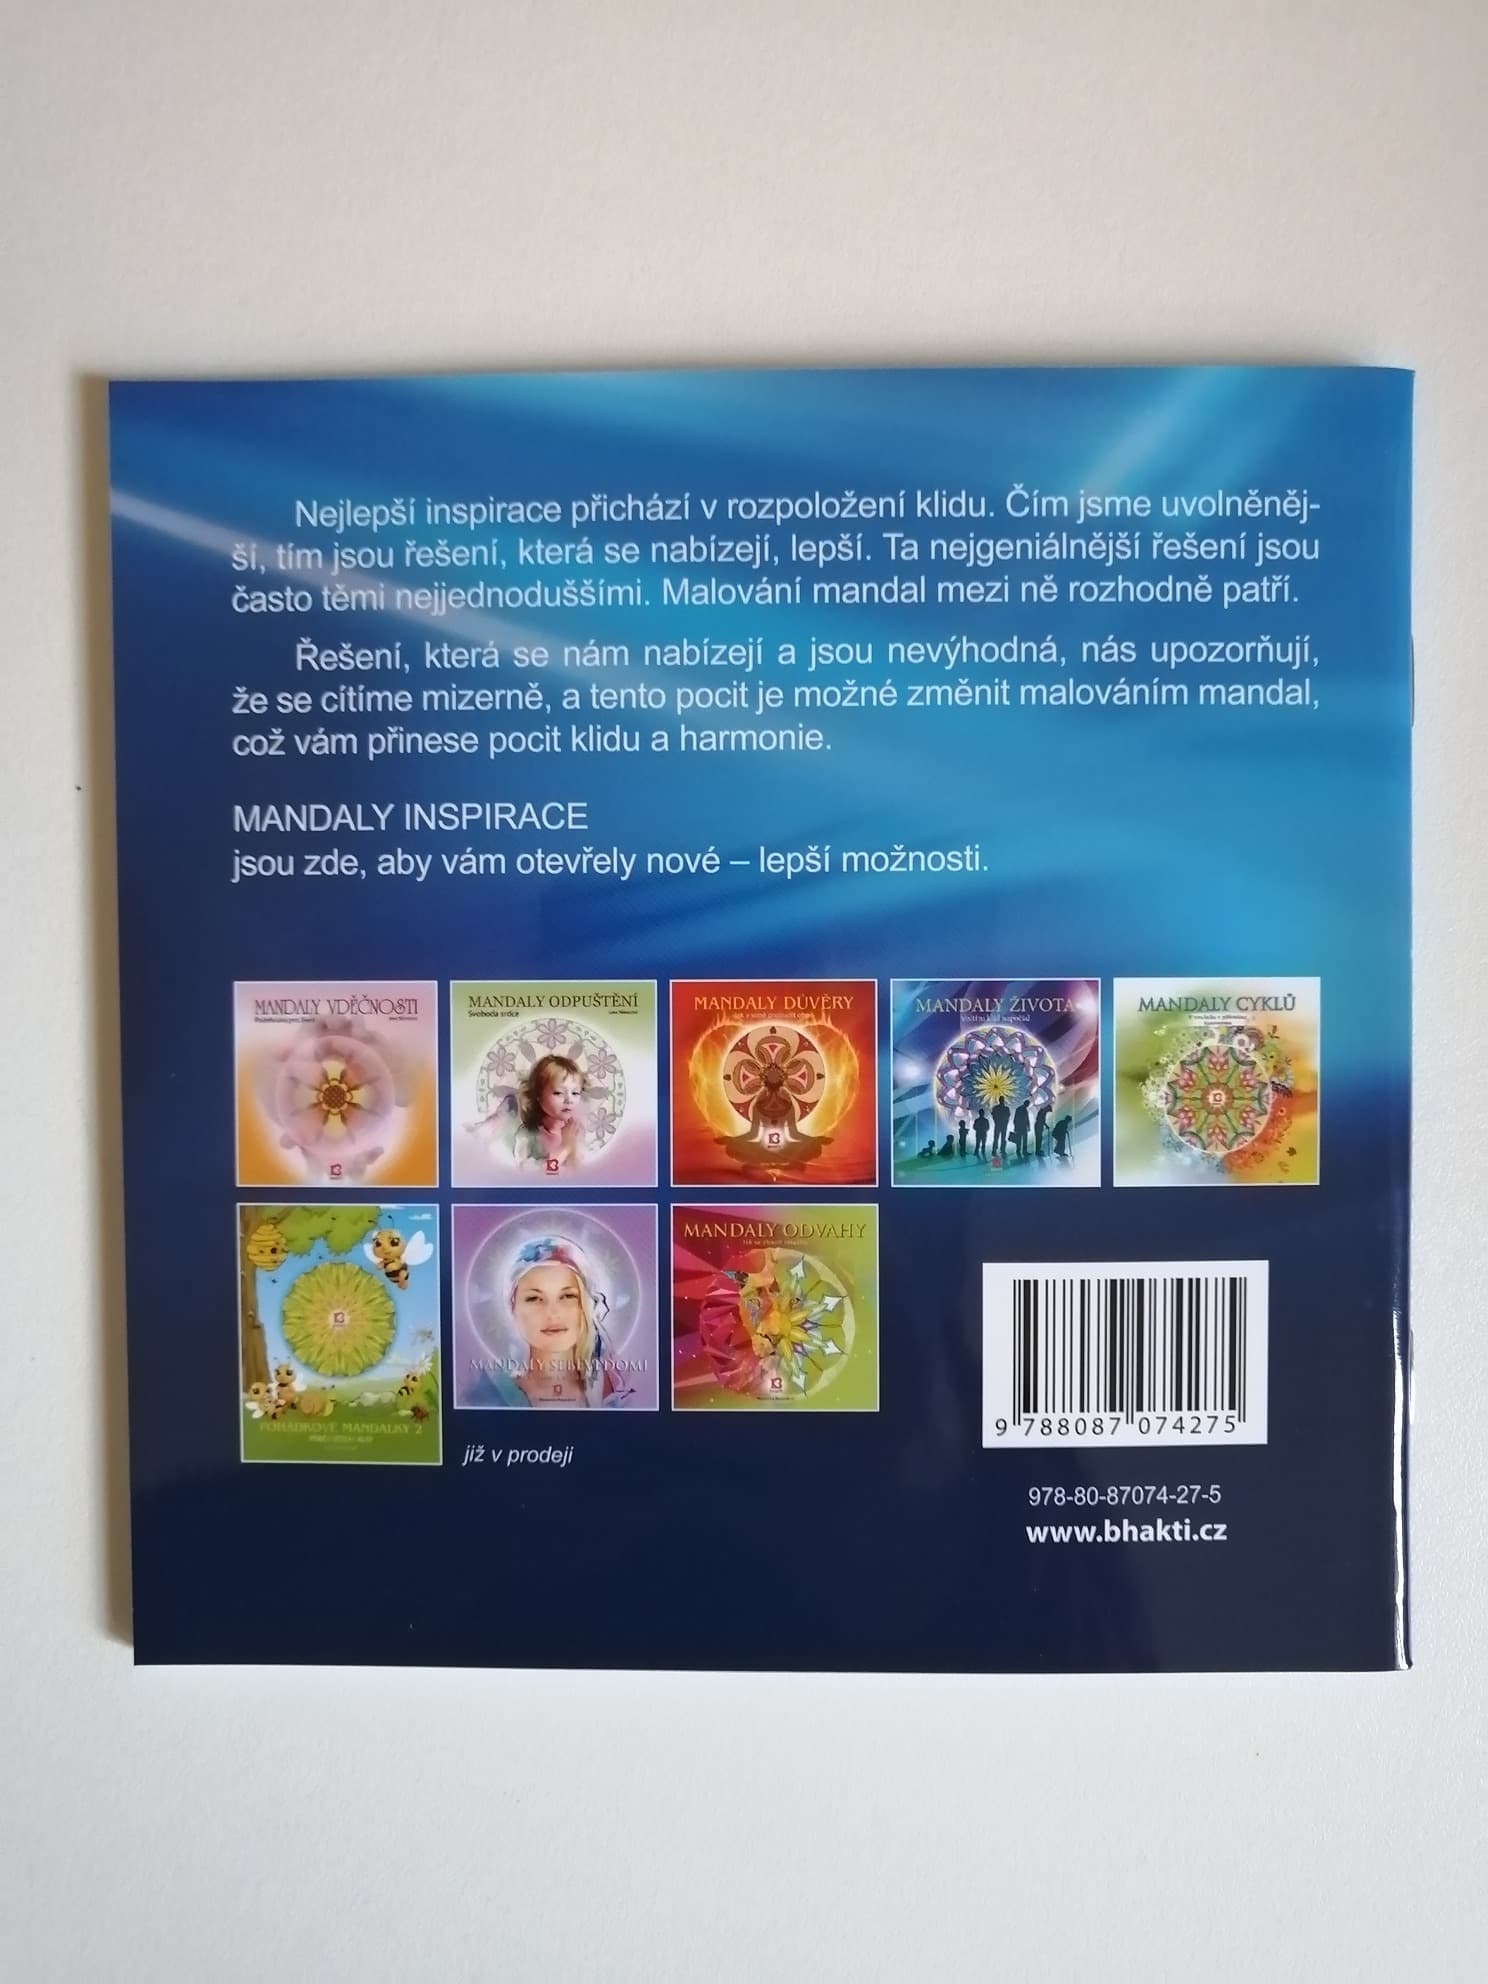 Nejlepší inspirace přichází v rozpoložení klidu. Čím jsme uvolněněj-
ší, tím jsou řešení, která se nabízejí, lepší. Ta nejgeniálnější řešení jsou
často těmi nejjednoduššími. Malování mandal mezi ně rozhodně patří.
Řešení, která se nám nabízejí a jsou nevýhodná, nás upozorňují,
že se cítíme mizerně, a tento pocit je možné změnit malováním mandal,
což vám přinese pocit klidu a harmonie.
MANDALY INSPIRACE
jsou zde, aby vám otevřely nové – lepší možnosti.
MANDALY VDĚČNOSTI
MANDALY ODPUŠTĚNÍ
Svoboda srdce
MANDALY DŮVĚRY
MANDALY ŽIVOTA
MANDALY CYKLŮ
POHÁDKOVÉ MANDALKY 2
MANDALY SEBEVĚDOMÍ
MANDALY ODVAHY
již v prodeji
9 788087 074275
978-80-87074-27-5
www.bhakti.cz